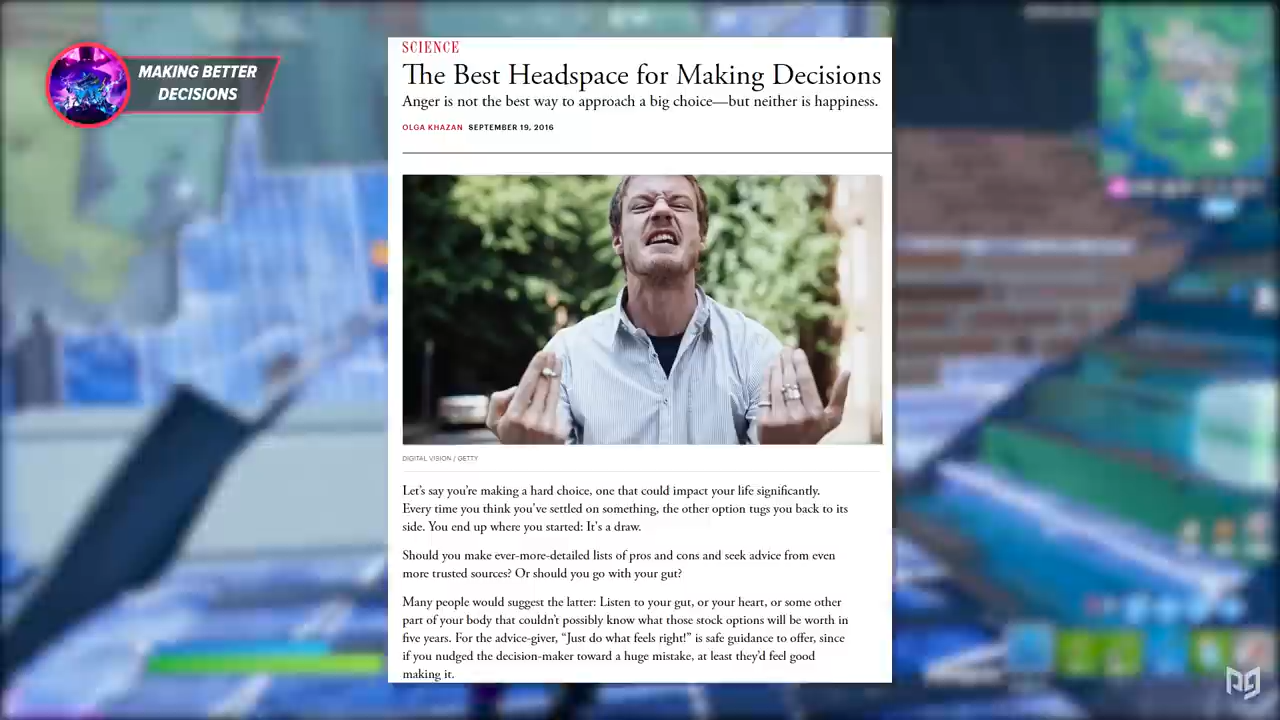 MAKING BETTER
DECISIONS
SCIENCE
The Best Headspace for Making Decisions
Anger is not the best way to approach a big choice—but neither is happiness.
OLGA KHAZAN SEPTEMBER 19, 2016
DIGITAL VISION / GETTY
Let’s say you’re making a hard choice, one that could impact your life significantly.
Every time you think you’ve settled on something, the other option tugs you back to its
side. You end up where you started: It’s a draw.
Should you make ever-more-detailed lists of pros and cons and seek advice from even
more trusted sources? Or should you go with your gut?
Many people would suggest the latter: Listen to your gut, or your heart, or some other
part of your body that couldn’t possibly know what those stock options will be worth in
five years. For the advice-giver, “Just do what feels right!” is safe guidance to offer, since
if you nudged the decision-maker toward a huge mistake, at least they’d feel good
making it.
PG